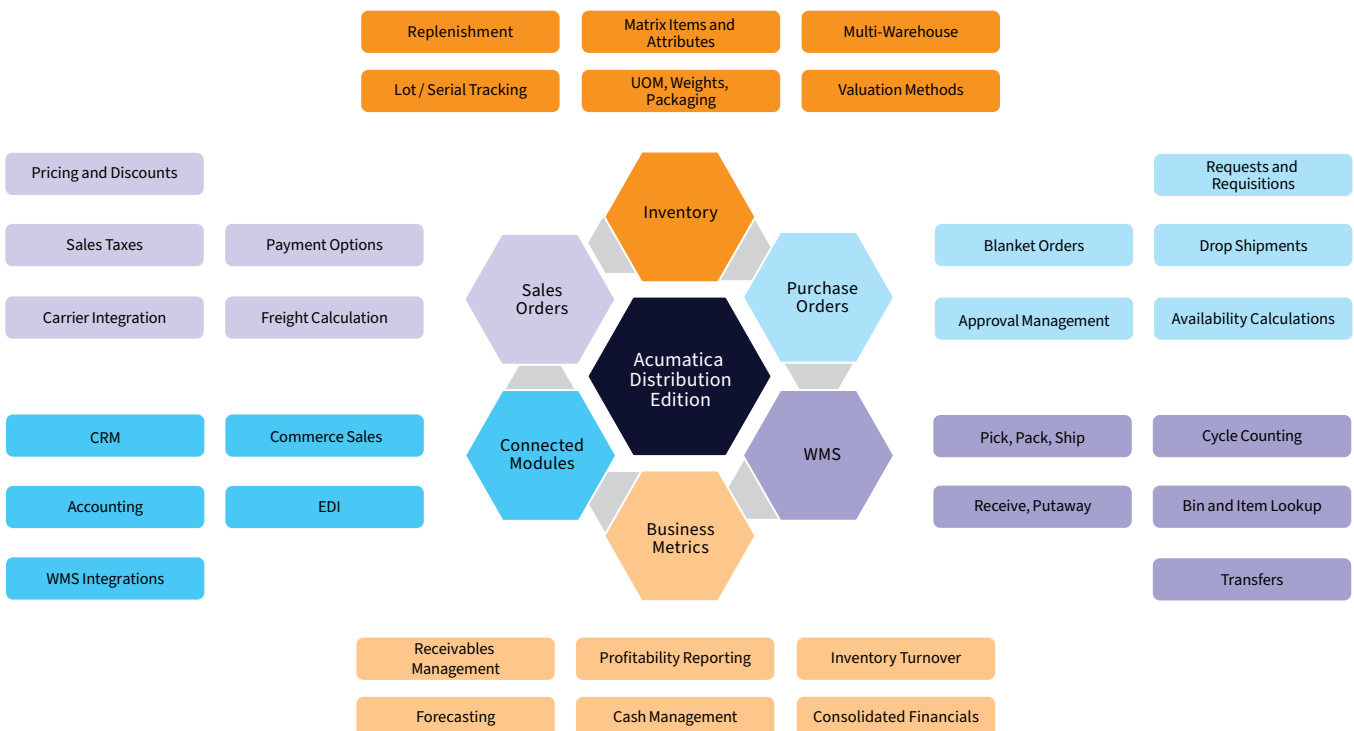 Replenishment
Matrix Items and
Attributes
Multi-Warehouse
Lot / Serial Tracking
UOM, Weights,
Packaging
Valuation Methods
Pricing and Discounts
Sales Taxes
Payment Options
Carrier Integration
Freight Calculation
Inventory
Sales
Orders
Purchase
Orders
Acumatica
Distribution
Edition
Connected
Modules
WMS
Business
Metrics
Requests and
Requisitions
Blanket Orders
Drop Shipments
Approval Management
Availability Calculations
CRM
Commerce Sales
Accounting
EDI
WMS Integrations
Pick, Pack, Ship
Cycle Counting
Receive, Putaway
Bin and Item Lookup
Transfers
Receivables
Management
Profitability Reporting
Inventory Turnover
Forecasting
Cash Management
Consolidated Financials